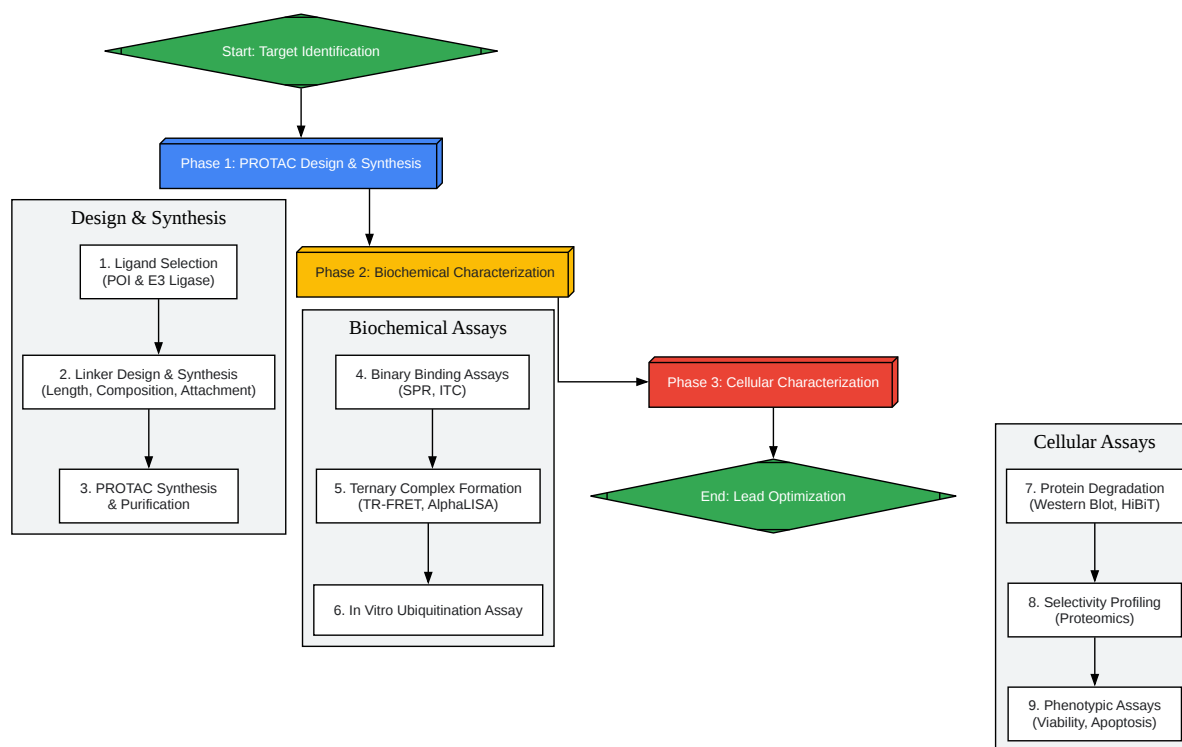 Start: Target Identification
Phase 1: PROTAC Design & Synthesis
Design & Synthesis
1. Ligand Selection
(POI & E3 Ligase)
2. Linker Design & Synthesis
(Length, Composition, Attachment)
3. PROTAC Synthesis
& Purification
Phase 2: Biochemical Characterization
Biochemical Assays
4. Binary Binding Assays
(SPR, ITC)
5. Ternary Complex Formation
(TR-FRET, AlphaLISA)
6. In Vitro Ubiquitination Assay
Phase 3: Cellular Characterization
End: Lead Optimization
Cellular Assays
7. Protein Degradation
(Western Blot, HiBiT)
8. Selectivity Profiling
(Proteomics)
9. Phenotypic Assays
(Viability, Apoptosis)